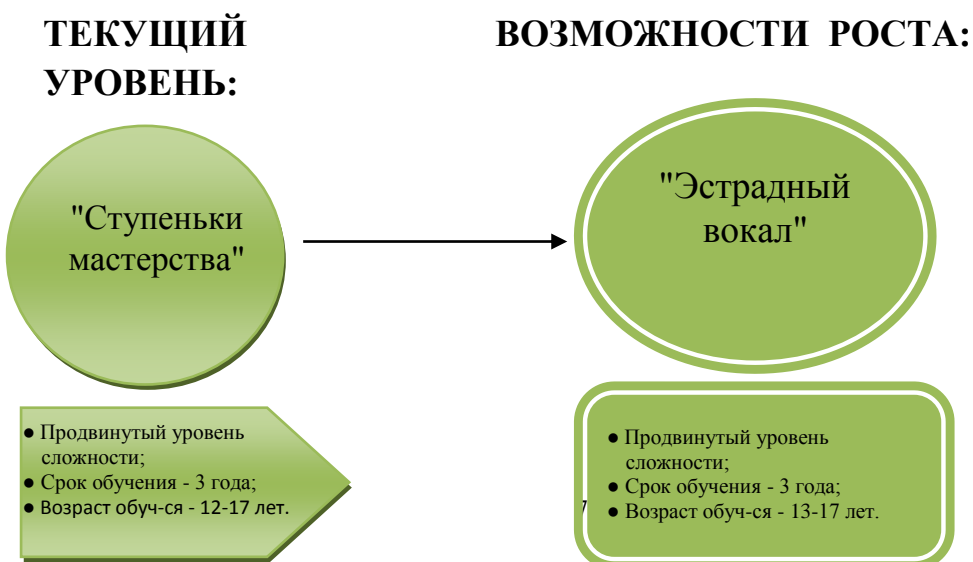 ТЕКУЩИЙ
УРОВЕНЬ:
ВОЗМОЖНОСТИ РОСТА:
"Ступеньки
мастерства"
"Эстрадный
вокал"
● Продвинутый уровень
сложности;
● Срок обучения - 3 года;
● Возраст обуч-ся - 12-17 лет.
● Продвинутый уровень
сложности;
● Срок обучения - 3 года;
● Возраст обуч-ся - 13-17 лет.